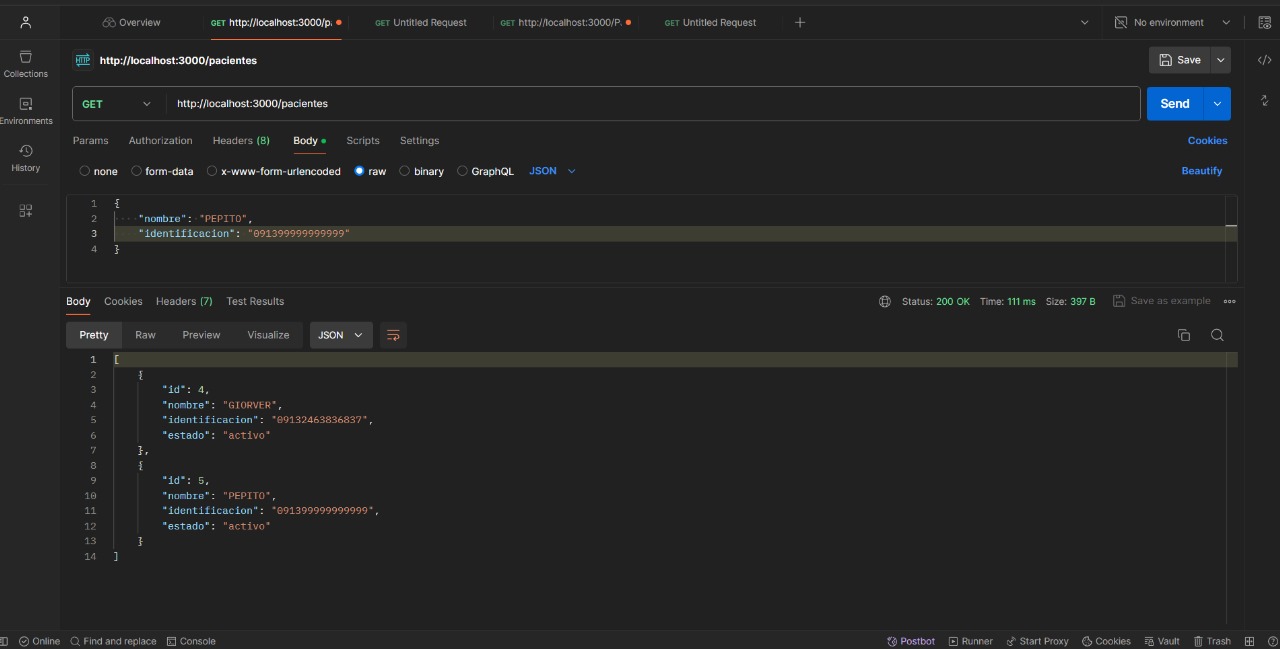 Overview GET http://localhost:3000/p. GET Untitled Request GET http://localhost:3000/P. GET Untitled Request No environment
Collections
Environments
History
HTTP http://localhost:3000/pacientes Save
GET http://localhost:3000/pacientes Send
Params Authorization Headers (8) Body Scripts Settings Cookies
none form-data x-www-form-urlencoded raw binary GraphQL JSON Beautify
1 {
2 "nombre": "PEPITO",
3 "identificacion": "091399999999999"
4 }
Body Cookies Headers (7) Test Results Status: 200 OK Time: 111 ms Size: 397 B Save as example
Pretty Raw Preview Visualize JSON
1 [
2 {
3 "id": 4,
4 "nombre": "GIORVER",
5 "identificacion": "09132463836837",
6 "estado": "activo"
7 },
8 {
9 "id": 5,
10 "nombre": "PEPITO",
11 "identificacion": "091399999999999",
12 "estado": "activo"
13 }
14 ]
Online Find and replace Console Postbot Runner Start Proxy Cookies Vault Trash